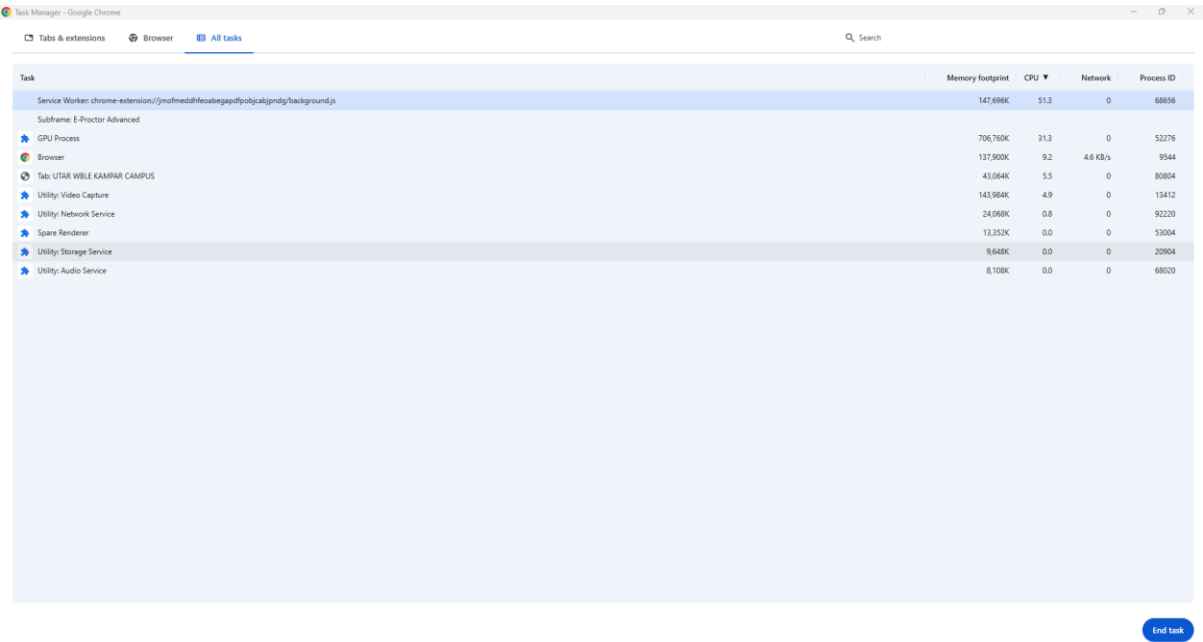 Task Manager - Google Chrome
Tabs & extensions Browser All tasks Search
Task Memory footprint CPU ▼ Network Process ID
Service Worker: chrome-extension://jmofmeddhfeoabegapdfpobjcabjpndg/background.js 147,696K 51.3 0 68656
Subframe: E-Proctor Advanced
GPU Process 706,760K 31.3 0 52276
Browser 137,900K 9.2 4.6 KB/s 9544
Tab: UTAR WBLE KAMPAR CAMPUS 43,064K 5.5 0 80804
Utility: Video Capture 143,984K 4.9 0 13412
Utility: Network Service 24,068K 0.8 0 92220
Spare Renderer 13,352K 0.0 0 53004
Utility: Storage Service 9,648K 0.0 0 20904
Utility: Audio Service 8,108K 0.0 0 68020
End task